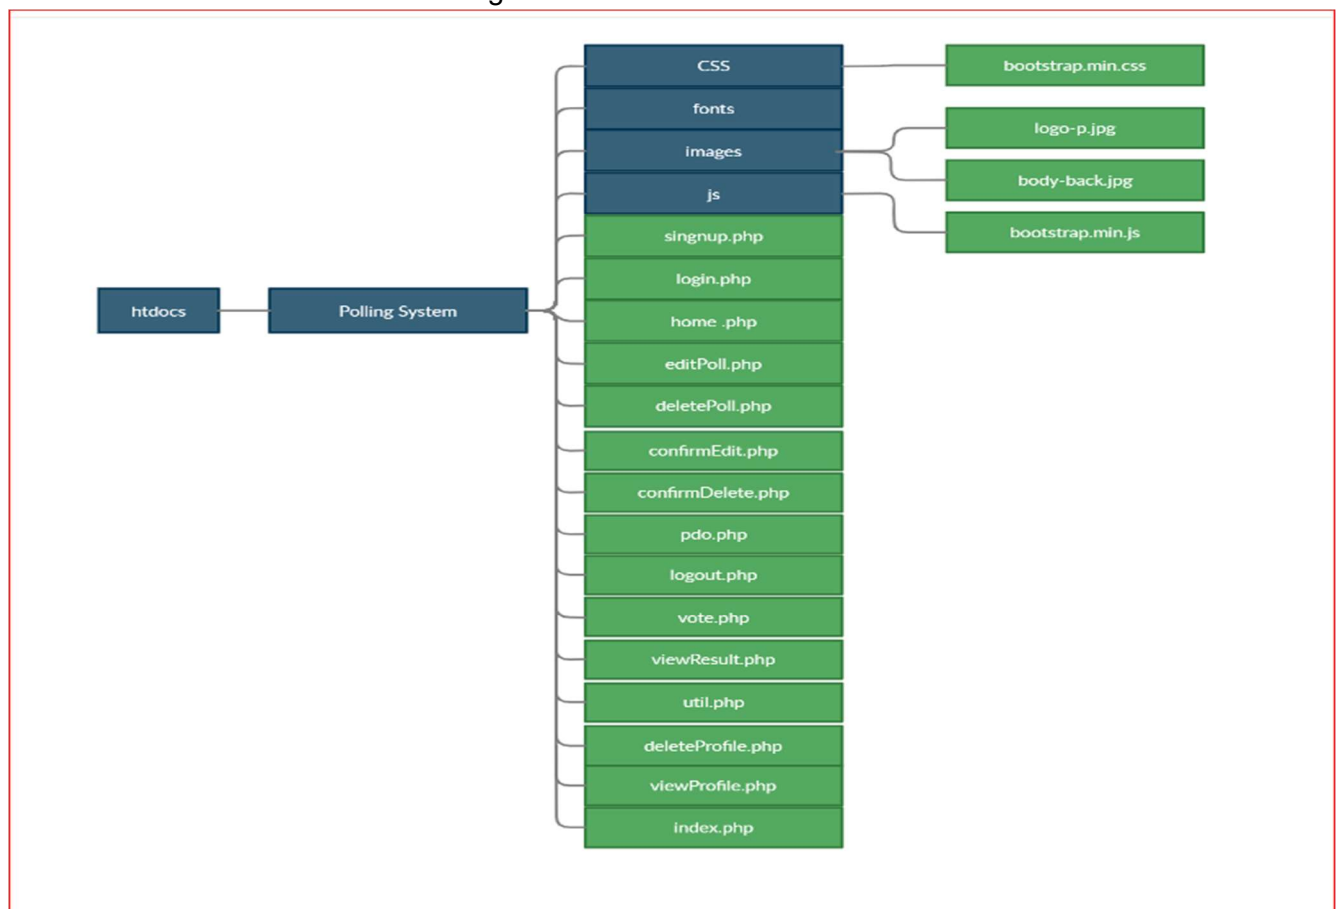 htdocs
Polling System
CSS
fonts
images
js
singnup.php
login.php
home .php
editPoll.php
deletePoll.php
confirmEdit.php
confirmDelete.php
pdo.php
logout.php
vote.php
viewResult.php
util.php
deleteProfile.php
viewProfile.php
index.php
bootstrap.min.css
logo-p.jpg
body-back.jpg
bootstrap.min.js